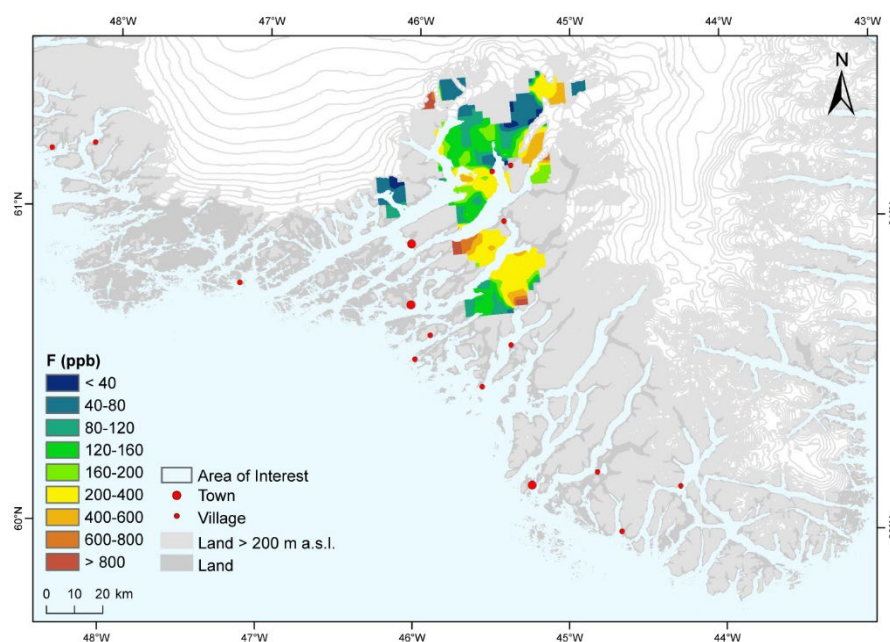 48°W 47°W 46°W 45°W 44°W 43°W
N
61°N
60°N
F (ppb)
< 40
40-80
80-120
120-160
160-200
200-400
400-600
600-800
> 800
Area of Interest
Town
Village
Land > 200 m a.s.l.
Land
0 10 20 km
48°W 47°W 46°W 45°W 44°W